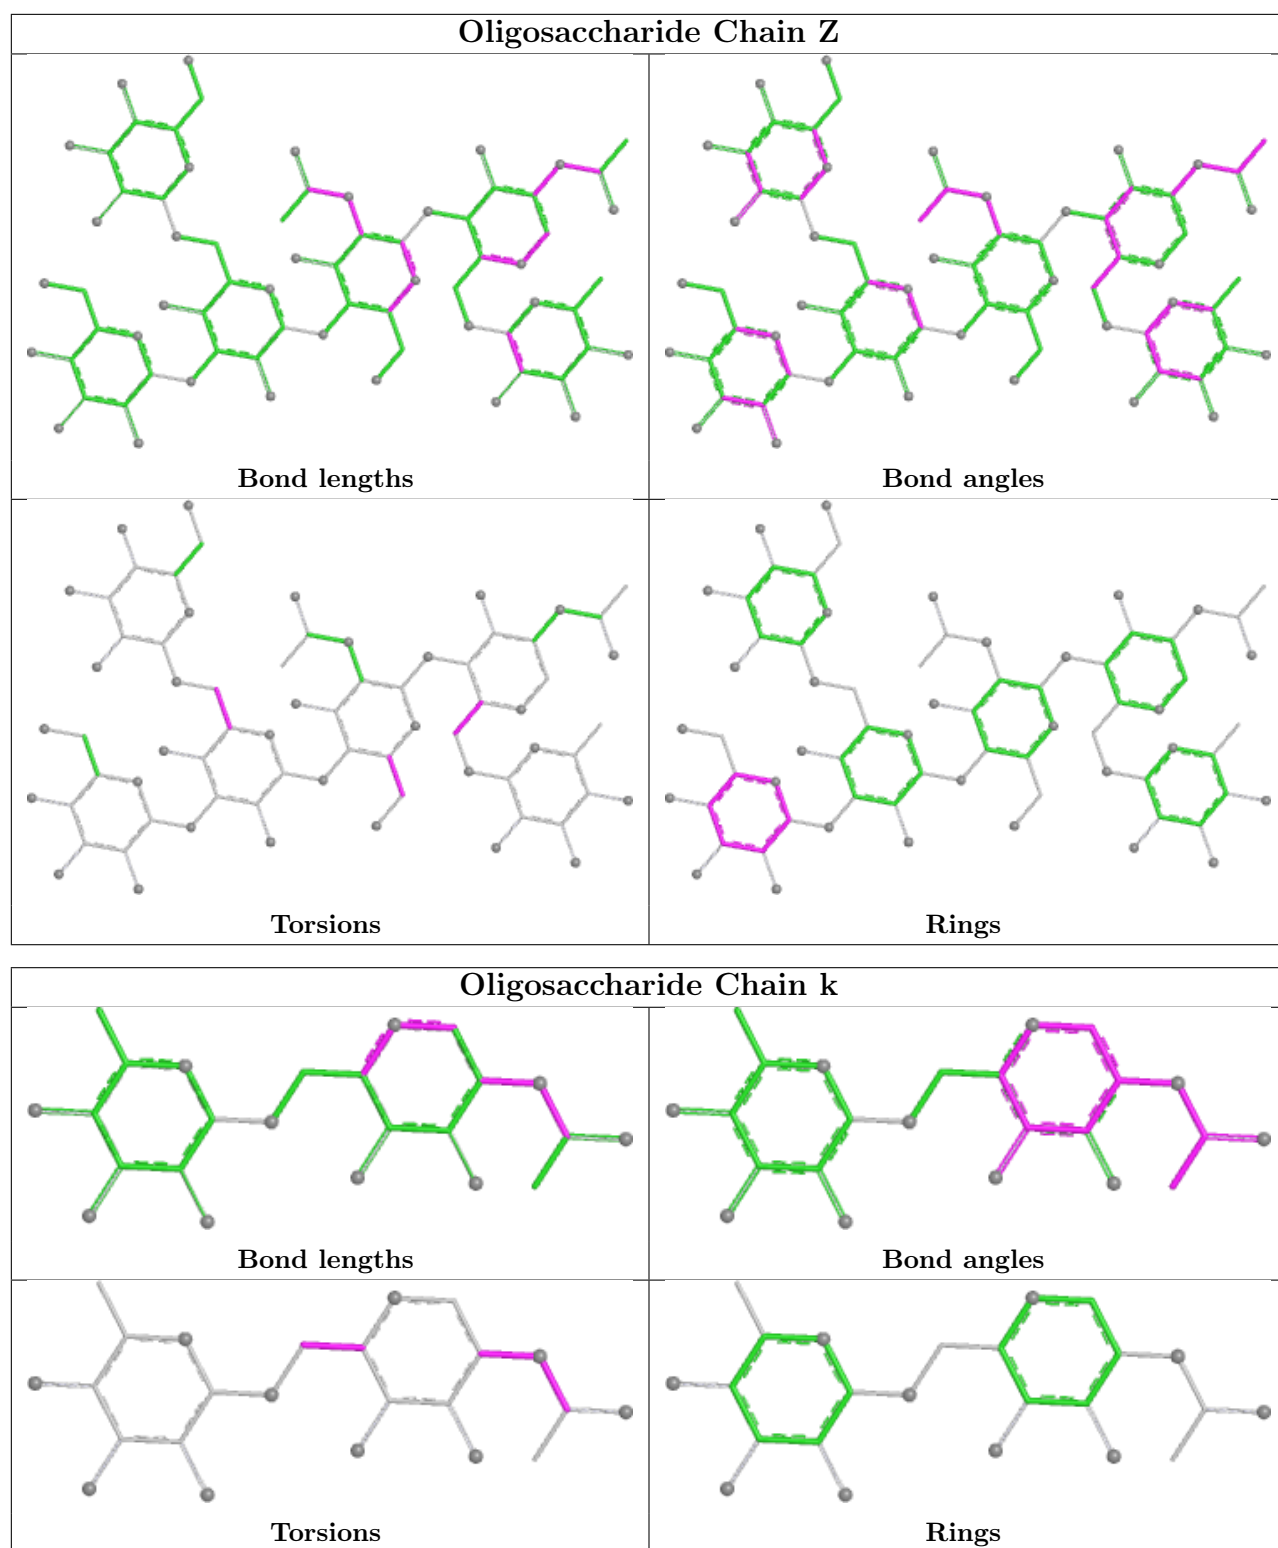 Oligosaccharide Chain Z
Bond lengths
Bond angles
Torsions
Rings
Oligosaccharide Chain k
Bond lengths
Bond angles
Torsions
Rings